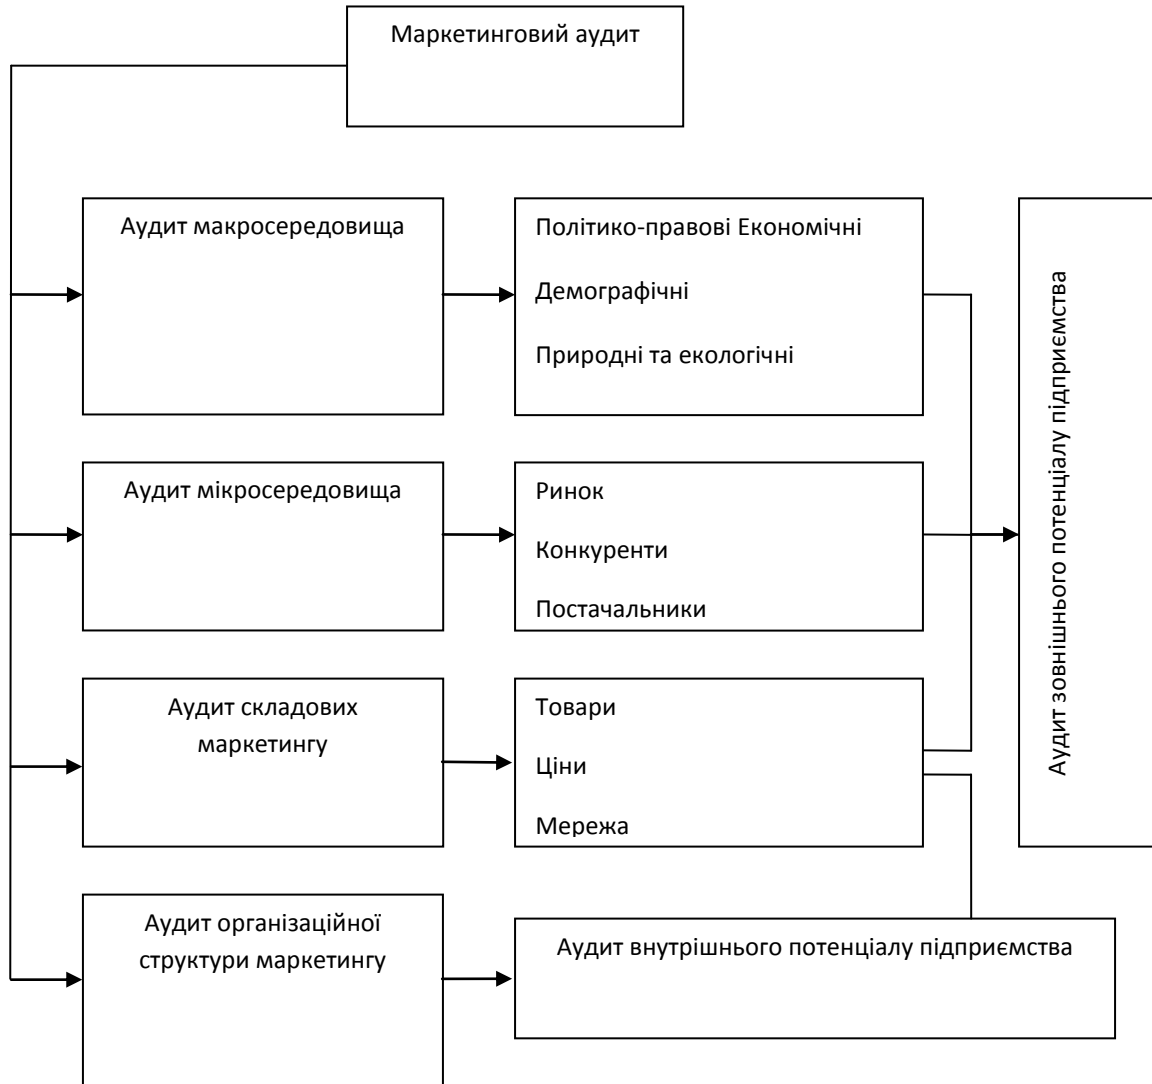 Маркетинговий аудит
Аудит макросередовища
Політико-правові Економічні
Демографічні
Природні та екологічні
Аудит мікросередовища
Ринок
Конкуренти
Постачальники
Аудит складових
маркетингу
Товари
Ціни
Мережа
Аудит організаційної
структури маркетингу
Аудит внутрішнього потенціалу підприємства
Аудит зовнішнього потенціалу підприємства